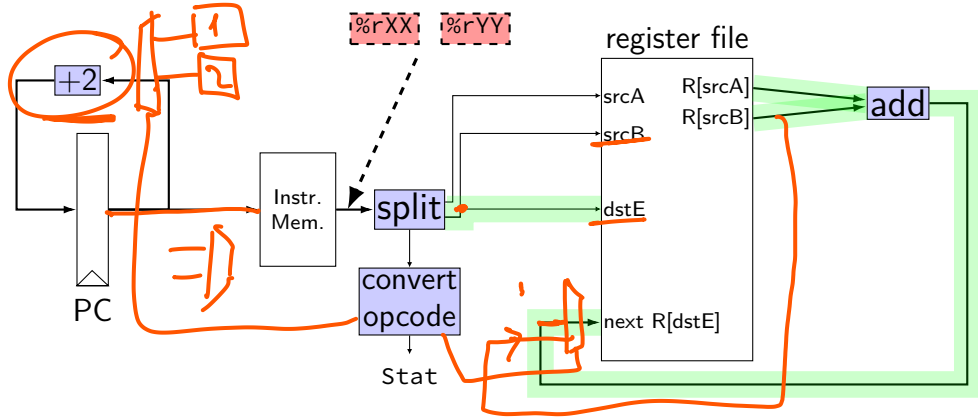 %rXX %rYY
1
2
+2
register file
srcA
srcB
dstE
next R[dstE]
R[srcA]
R[srcB]
add
Instr.
Mem.
split
PC
convert
opcode
Stat